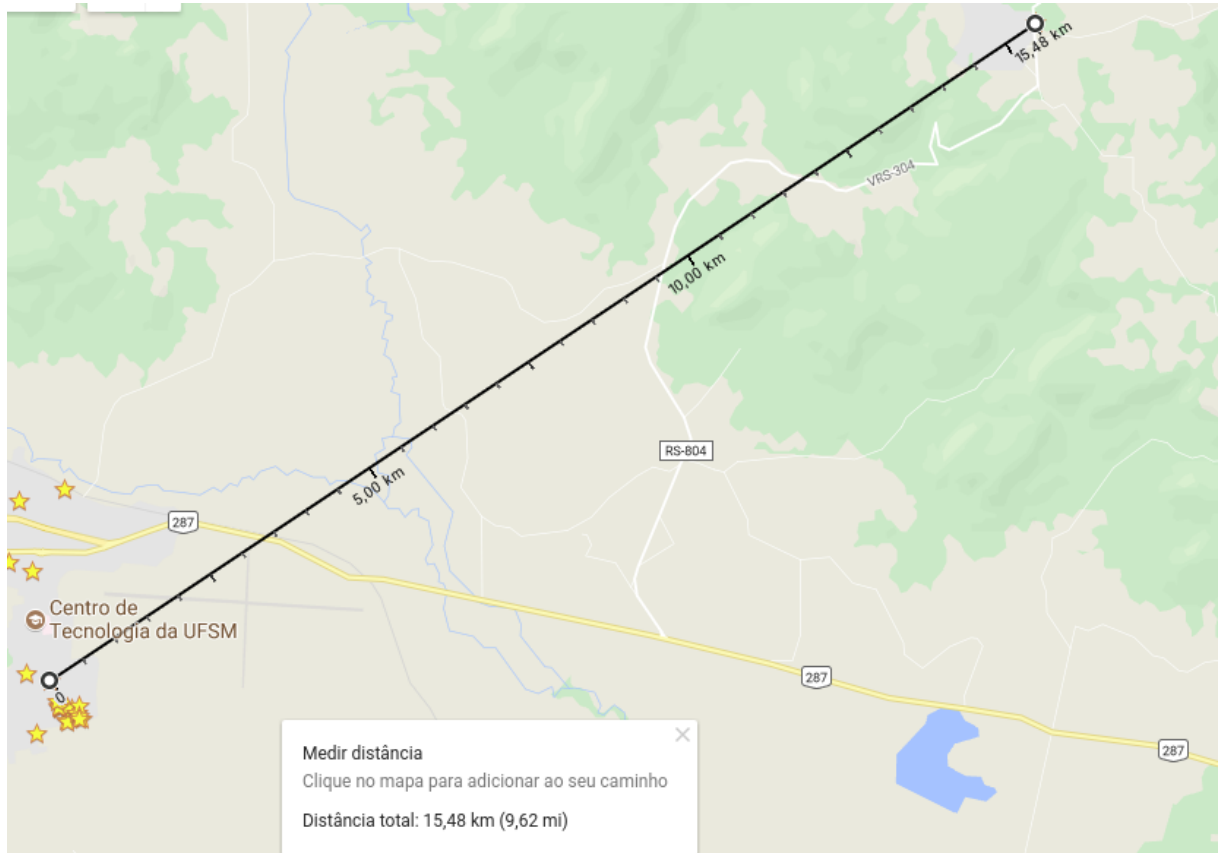 15,48 km
VRS-304
10,00 km
RS-804
5,00 km
287
Centro de
Tecnologia da UFSM
0
287
287
Medir distância
Clique no mapa para adicionar ao seu caminho
Distância total: 15,48 km (9,62 mi)